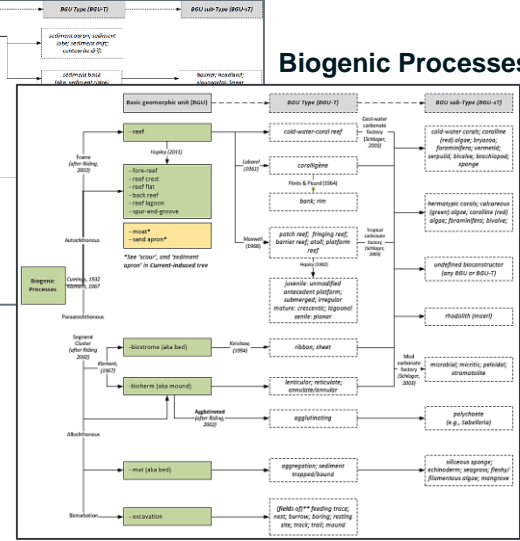 BGU Type (BGU-T)
BGU sub-Type (BGU-sT)
sediment apron; sediment
lobe; sediment drift;
contourite drift
sediment bank
Biogenic Processes
Basic geomorphic unit (BGU)
BGU Type (BGU-T)
BGU sub-Type (BGU-sT)
- reef
cold-water-coral reef
Cool-water
carbonate
factory
(Schlager,
2003)
cold-water corals; coralline
(red) algae; bryozoa;
foraminifera; vermetid;
serpulid; bivalve; brachiopod;
sponge
Frame
(after Riding,
2002)
Hopley (2011)
Laborel
(1961)
coralligène
Pérès & Picard (1964)
- fore-reef
- reef crest
- reef flat
- back reef
- reef lagoon
- spur-and-groove
bank; rim
hermatypic corals; calcareous
(green) algae; coralline (red)
algae; foraminifera; bivalve;
- moat*
- sand apron*
Autochthonous
Maxwell
(1968)
patch reef; fringing reef;
barrier reef; atoll; platform
reef
Tropical
carbonate
factory
(Schlager,
2003)
*See 'scour', and 'sediment
apron' in Current-induced tree
Hopley (1982)
undefined bioconstructor
(any BGU or BGU-T)
Biogenic
Processes
Cumings, 1932
Klement, 1967
juvenile: unmodified
antecedent platform;
submerged; irregular
mature: crescentic; lagoonal
senile: planar
Parautochthonous
rhodolith (maerl)
Segment
Cluster
(after Riding
2002)
-biostrome (aka bed)
Kershaw,
(1994)
ribbon; sheet
Klement,
(1967)
Mud
carbonate
factory
(Schlager,
2003)
microbial; micritic; peloidal;
stromatolite
-bioherm (aka mound)
lenticular; reticulate;
annulate/annular
Agglutinated
(after Riding,
2002)
agglutinating
polychaete
(e.g., Sabellaria)
Allochthonous
- mat (aka bed)
aggregation; sediment
trapped/bound
siliceous sponge;
echinoderm; seagrass; fleshy/
filamentous algae; mangrove
Bioturbation
- excavation
(fields of)** feeding trace;
nest; burrow; boring; resting
site; track; trail; mound